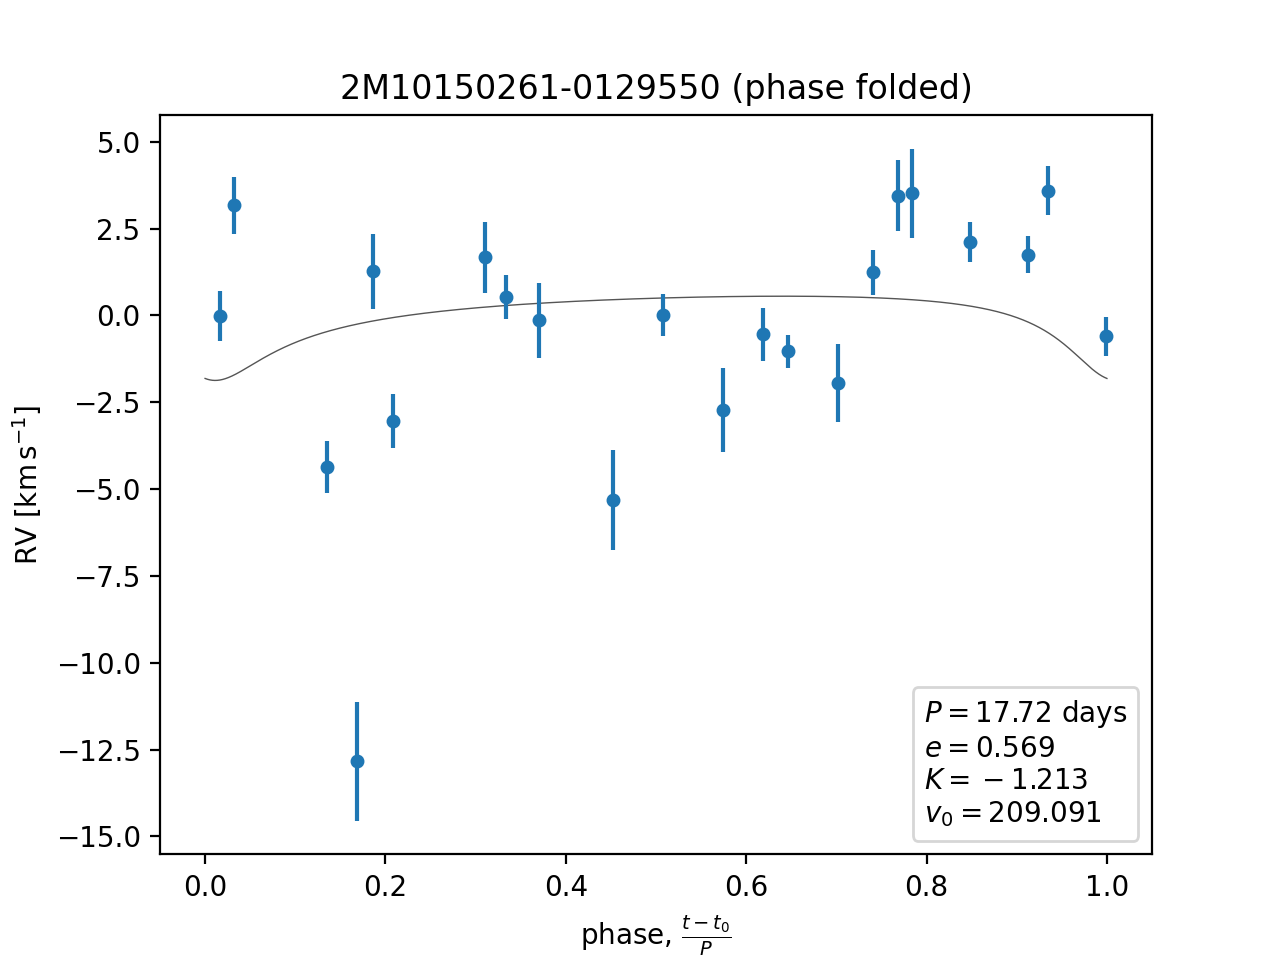 2M10150261-0129550 (phase folded)
5.0
2.5
0.0
−2.5
−5.0
−7.5
−10.0
−12.5
−15.0
RV [km s⁻¹]
P = 17.72 days
e = 0.569
K = −1.213
v₀ = 209.091
0.0 0.2 0.4 0.6 0.8 1.0
phase, (t − t₀)/P